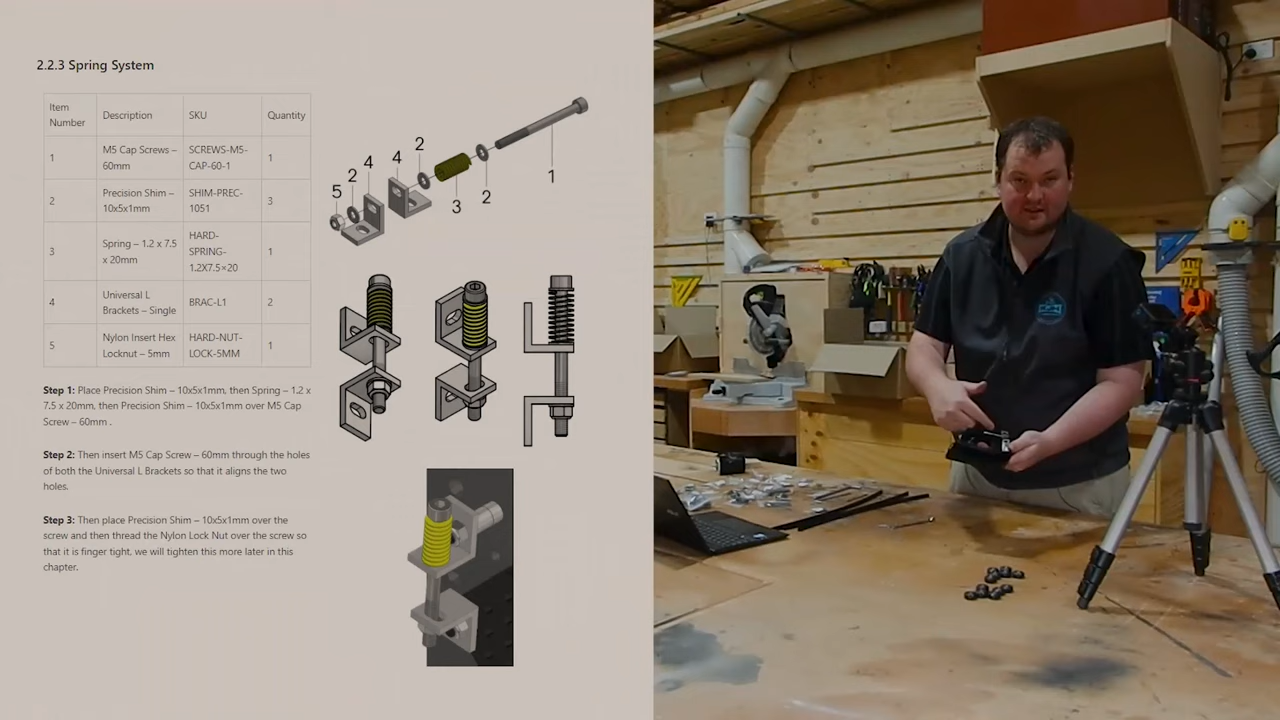 2.2.3 Spring System
Item
Number
Description
SKU
Quantity
1
M5 Cap Screws –
60mm
SCREWS-M5-
CAP-60-1
1
2
Precision Shim –
10x5x1mm
SHIM-PREC-
1051
3
3
Spring – 1.2 x 7.5
x 20mm
HARD-
SPRING-
1.2X7.5×20
1
4
Universal L
Brackets – Single
BRAC-L1
2
5
Nylon Insert Hex
Locknut – 5mm
HARD-NUT-
LOCK-5MM
1
Step 1: Place Precision Shim – 10x5x1mm, then Spring – 1.2 x
7.5 x 20mm, then Precision Shim – 10x5x1mm over M5 Cap
Screw – 60mm .
Step 2: Then insert M5 Cap Screw – 60mm through the holes
of both the Universal L Brackets so that it aligns the two
holes.
Step 3: Then place Precision Shim – 10x5x1mm over the
screw and then thread the Nylon Lock Nut over the screw so
that it is finger tight, we will tighten this more later in this
chapter.
5
2
4
4
2
3
2
1